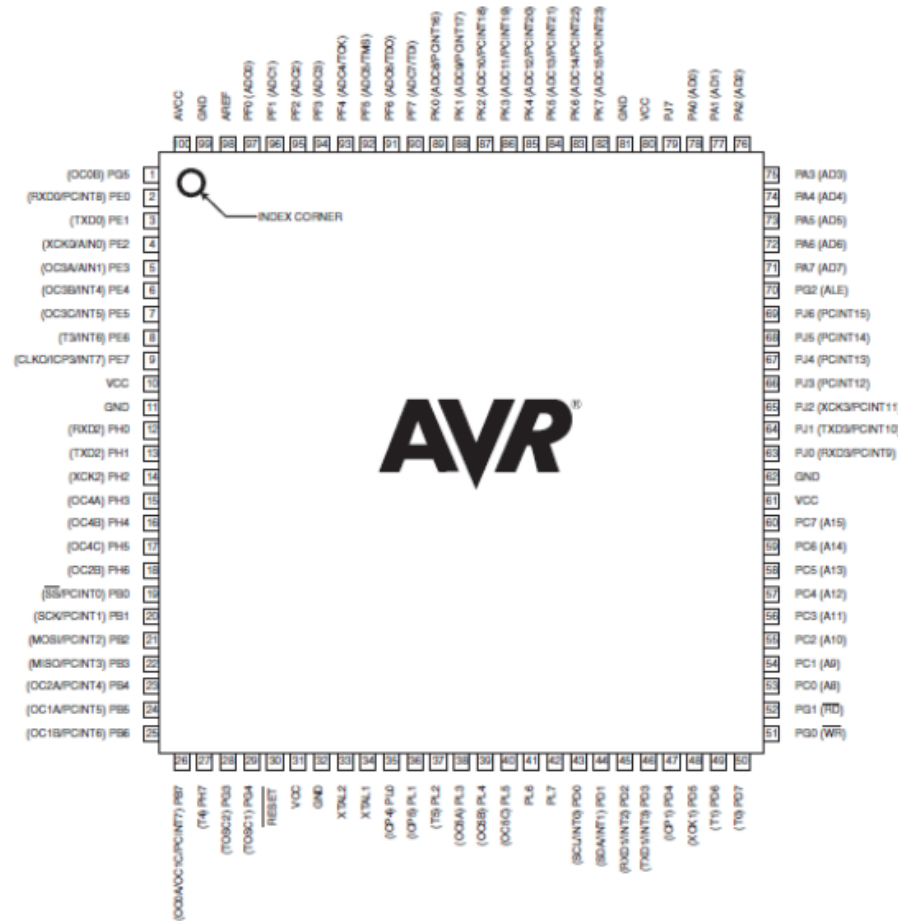 AVCC
GND
AREF
PF0 (ADC0)
PF1 (ADC1)
PF2 (ADC2)
PF3 (ADC3)
PF4 (ADC4/TCK)
PF5 (ADC5/TMS)
PF6 (ADC6/TDO)
PF7 (ADC7/TDI)
PK0 (ADC8/PCINT16)
PK1 (ADC9/PCINT17)
PK2 (ADC10/PCINT18)
PK3 (ADC11/PCINT19)
PK4 (ADC12/PCINT20)
PK5 (ADC13/PCINT21)
PK6 (ADC14/PCINT22)
PK7 (ADC15/PCINT23)
GND
VCC
PJ7
PA0 (AD0)
PA1 (AD1)
PA2 (AD2)
100 99 98 97 96 95 94 93 92 91 90 89 88 87 86 85 84 83 82 81 80 79 78 77 76
(OC0B) PG5 1
(RXD0/PCINT8) PE0 2
(TXD0) PE1 3
(XCK0/AIN0) PE2 4
(OC3A/AIN1) PE3 5
(OC3B/INT4) PE4 6
(OC3C/INT5) PE5 7
(T3/INT6) PE6 8
(CLKO/ICP3/INT7) PE7 9
VCC 10
GND 11
(RXD2) PH0 12
(TXD2) PH1 13
(XCK2) PH2 14
(OC4A) PH3 15
(OC4B) PH4 16
(OC4C) PH5 17
(OC2B) PH6 18
(SS/PCINT0) PB0 19
(SCK/PCINT1) PB1 20
(MOSI/PCINT2) PB2 21
(MISO/PCINT3) PB3 22
(OC2A/PCINT4) PB4 23
(OC1A/PCINT5) PB5 24
(OC1B/PCINT6) PB6 25
INDEX CORNER
AVR®
75 PA3 (AD3)
74 PA4 (AD4)
73 PA5 (AD5)
72 PA6 (AD6)
71 PA7 (AD7)
70 PG2 (ALE)
69 PJ6 (PCINT15)
68 PJ5 (PCINT14)
67 PJ4 (PCINT13)
66 PJ3 (PCINT12)
65 PJ2 (XCK3/PCINT11)
64 PJ1 (TXD3/PCINT10)
63 PJ0 (RXD3/PCINT9)
62 GND
61 VCC
60 PC7 (A15)
59 PC6 (A14)
58 PC5 (A13)
57 PC4 (A12)
56 PC3 (A11)
55 PC2 (A10)
54 PC1 (A9)
53 PC0 (A8)
52 PG1 (RD)
51 PG0 (WR)
26 27 28 29 30 31 32 33 34 35 36 37 38 39 40 41 42 43 44 45 46 47 48 49 50
(OC0A/OC1C/PCINT7) PB7
(T4) PH7
(TOSC2) PG3
(TOSC1) PG4
RESET
VCC
GND
XTAL2
XTAL1
(ICP4) PL0
(ICP5) PL1
(T5) PL2
(OC5A) PL3
(OC5B) PL4
(OC5C) PL5
PL6
PL7
(SCL/INT0) PD0
(SDA/INT1) PD1
(RXD1/INT2) PD2
(TXD1/INT3) PD3
(ICP1) PD4
(XCK1) PD5
(T1) PD6
(T0) PD7